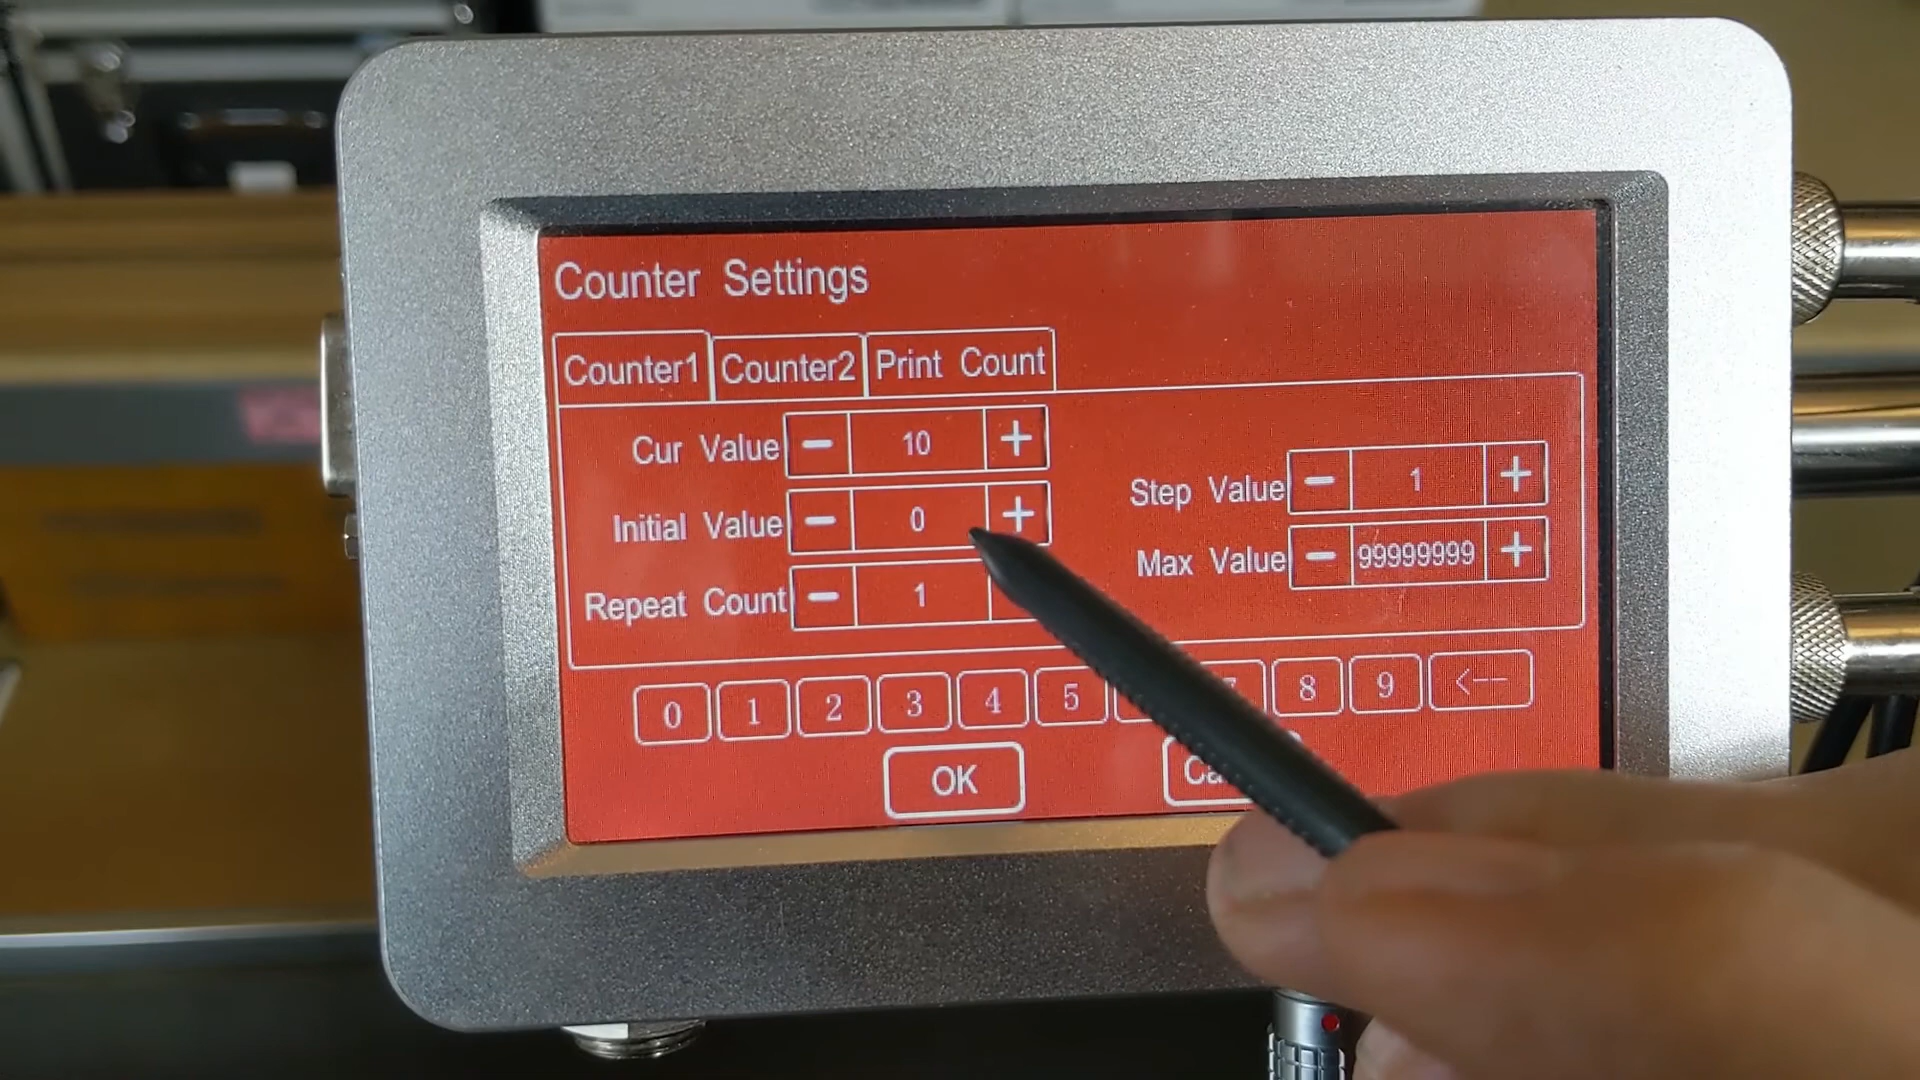 Counter Settings
Counter1 Counter2 Print Count
Cur Value − 10 +
Initial Value − 0 +
Repeat Count − 1
Step Value − 1 +
Max Value − 99999999 +
0 1 2 3 4 5 7 8 9 <--
OK